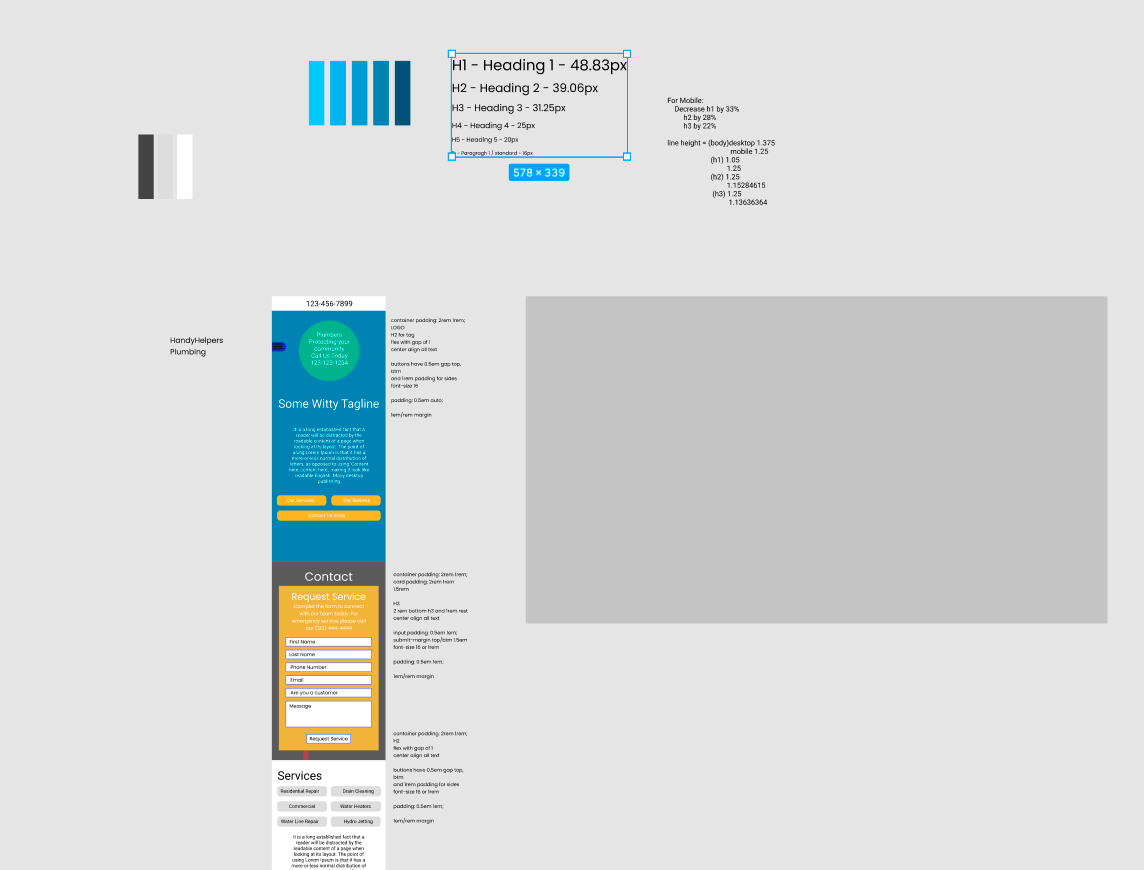 H1 - Heading 1 - 48.83px
H2 - Heading 2 - 39.06px
H3 - Heading 3 - 31.25px
H4 - Heading 4 - 25px
H5 - Heading 5 - 20px
- Paragragh 1 / standard - 16px
578 × 339
For Mobile:
Decrease h1 by 33%
h2 by 28%
h3 by 22%
line height = (body)desktop 1.375
mobile 1.25
(h1) 1.05
1.25
(h2) 1.25
1.15284615
(h3) 1.25
1.13636364
HandyHelpers
Plumbing
123-456-7899
Plumbers
Protecting your
community
Call Us Today
123-123-1234
Some Witty Tagline
It is a long established fact that a
reader will be distracted by the
readable content of a page when
looking at its layout. The point of
using Lorem Ipsum is that it has a
more-or-less normal distribution of
letters, as opposed to using 'Content
here, content here', making it look like
readable English. Many desktop
publishing
Our Services
Our Reviews
Contact Us Today
container padding: 2rem 1rem;
LOGO
H2 for tag
flex with gap of 1
center align all text
buttons have 0.5em gap top,
btm
and 1rem padding for sides
font-size 16
padding: 0.5em auto;
1em/rem margin
Contact
Request Service
Complet the form to connect
with our team today. For
emergency service please call
our (123)
First Name
Last Name
Phone Number
Email
Are you a customer
Message
Request Service
container padding: 2rem 1rem;
card padding: 2rem 1rem
1.5rem
H3
2 rem bottom h3 and 1rem rest
center align all text
input padding: 0.5em 1em;
submit-margin top/btm 1.5em
font-size 16 or 1rem
padding: 0.5em 1em;
1em/rem margin
Services
Residential Repair
Drain Cleaning
Commercial
Water Heaters
Water Line Repair
Hydro Jetting
It is a long established fact that a
reader will be distracted by the
readable content of a page when
looking at its layout. The point of
using Lorem Ipsum is that it has a
more-or-less normal distribution of
container padding: 2rem 1rem;
H2
flex with gap of 1
center align all text
buttons have 0.5em gap top,
btm
and 1rem padding for sides
font-size 16 or 1rem
padding: 0.5em 1em;
1em/rem margin